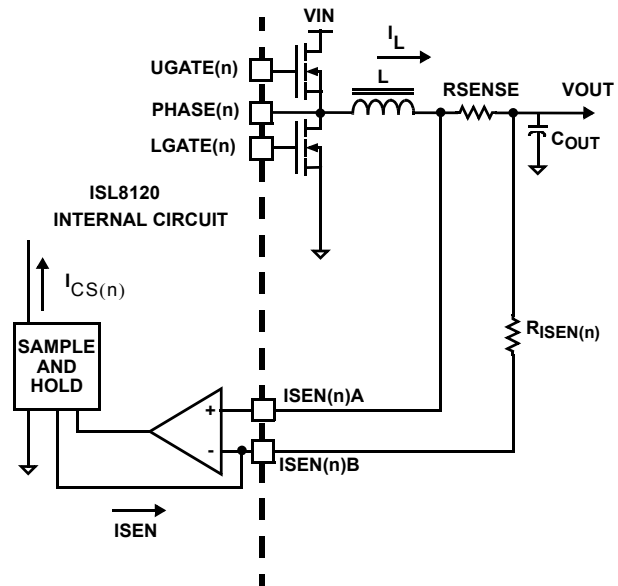 VIN
I_L
UGATE(n)
L
RSENSE
VOUT
PHASE(n)
C_OUT
LGATE(n)
ISL8120
INTERNAL CIRCUIT
I_CS(n)
R_ISEN(n)
SAMPLE
AND
HOLD
ISEN(n)A
+
-
ISEN(n)B
ISEN